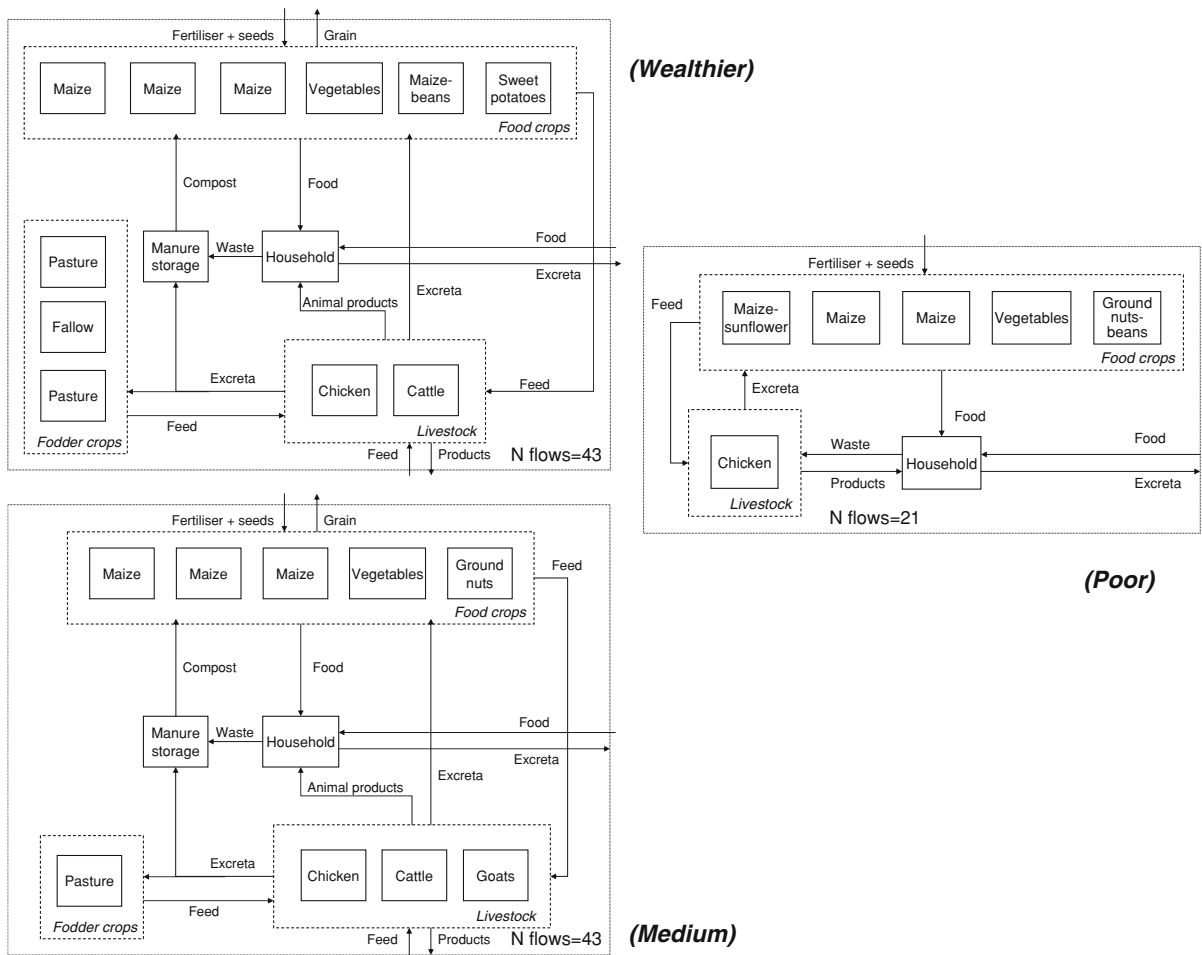 Fertiliser + seeds
Grain
Maize
Maize
Maize
Vegetables
Maize-
beans
Sweet
potatoes
Food crops
(Wealthier)
Compost
Food
Pasture
Fallow
Pasture
Fodder crops
Manure
storage
Waste
Household
Food
Excreta
Animal products
Excreta
Excreta
Feed
Chicken
Cattle
Livestock
Feed
Feed
Products
N flows=43
Fertiliser + seeds
Feed
Maize-
sunflower
Maize
Maize
Vegetables
Ground
nuts-
beans
Food crops
Excreta
Food
Chicken
Livestock
Waste
Products
Household
Food
Excreta
N flows=21
(Poor)
Fertiliser + seeds
Grain
Maize
Maize
Maize
Vegetables
Ground
nuts
Food crops
Feed
Compost
Food
Manure
storage
Waste
Household
Food
Excreta
Animal products
Excreta
Pasture
Fodder crops
Excreta
Feed
Chicken
Cattle
Goats
Livestock
Feed
Products
N flows=43
(Medium)